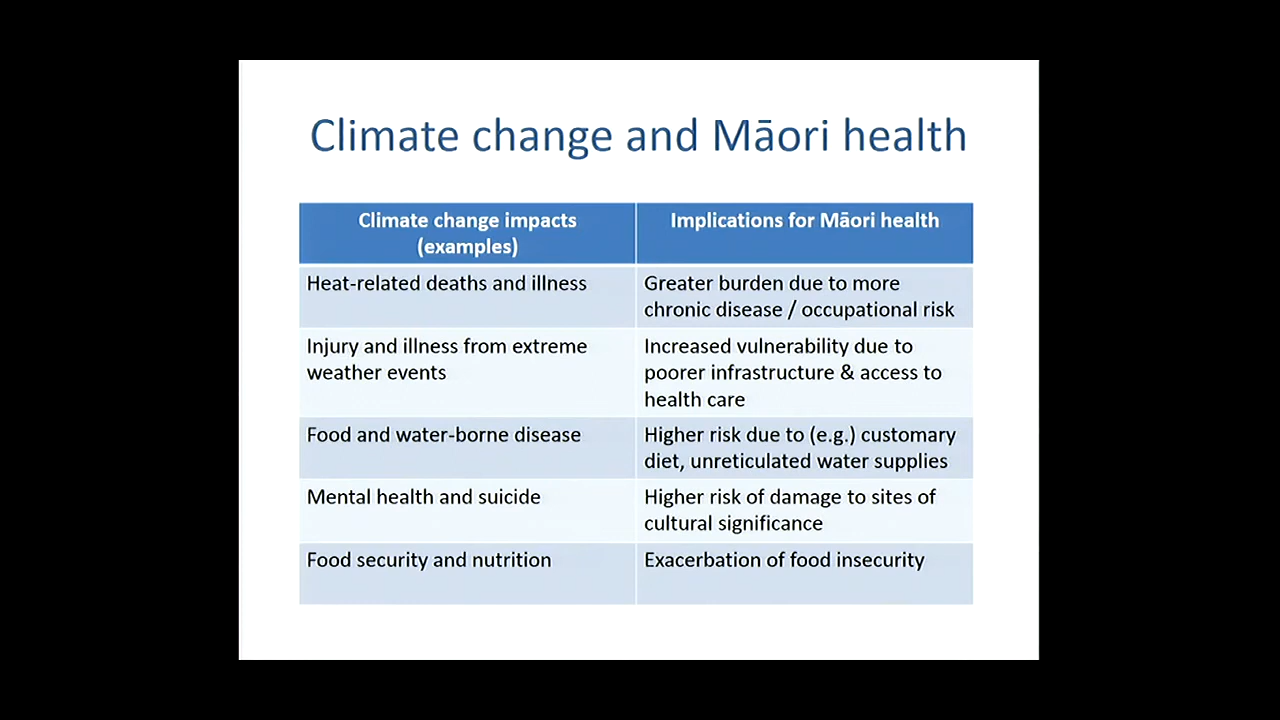 Climate change and Māori health
Climate change impacts
(examples)
Implications for Māori health
Heat-related deaths and illness
Greater burden due to more
chronic disease / occupational risk
Injury and illness from extreme
weather events
Increased vulnerability due to
poorer infrastructure & access to
health care
Food and water-borne disease
Higher risk due to (e.g.) customary
diet, unreticulated water supplies
Mental health and suicide
Higher risk of damage to sites of
cultural significance
Food security and nutrition
Exacerbation of food insecurity